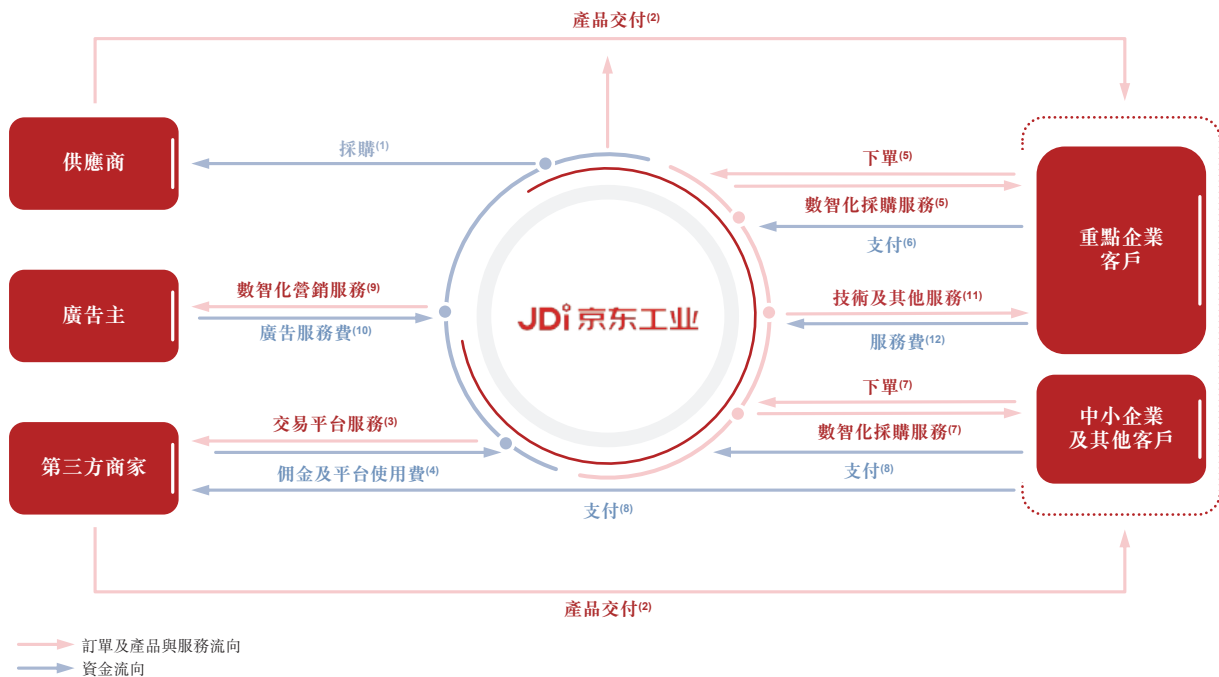 產品交付(2)
供應商
採購(1)
下單(5)
數智化採購服務(5)
支付(6)
重點企業
客戶
廣告主
數智化營銷服務(9)
廣告服務費(10)
JDi 京东工业
技術及其他服務(11)
服務費(12)
第三方商家
交易平台服務(3)
佣金及平台使用費(4)
下單(7)
數智化採購服務(7)
支付(8)
中小企業
及其他客戶
支付(8)
產品交付(2)
訂單及產品與服務流向
資金流向